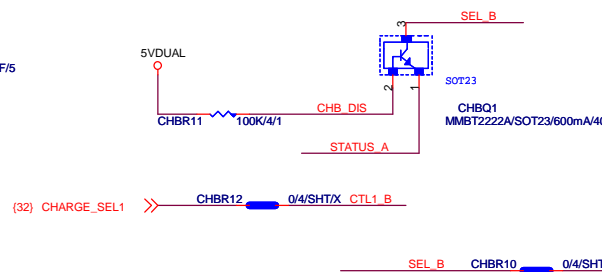 SEL_B
3
5VDUAL
F/5
SOT23
2
1
CHB_DIS
CHBQ1
CHBR11 100K/4/1
MMBT2222A/SOT23/600mA/40
STATUS_A
{32} CHARGE_SEL1 CHBR12 0/4/SHT/X CTL1_B
SEL_B CHBR10 0/4/SHT